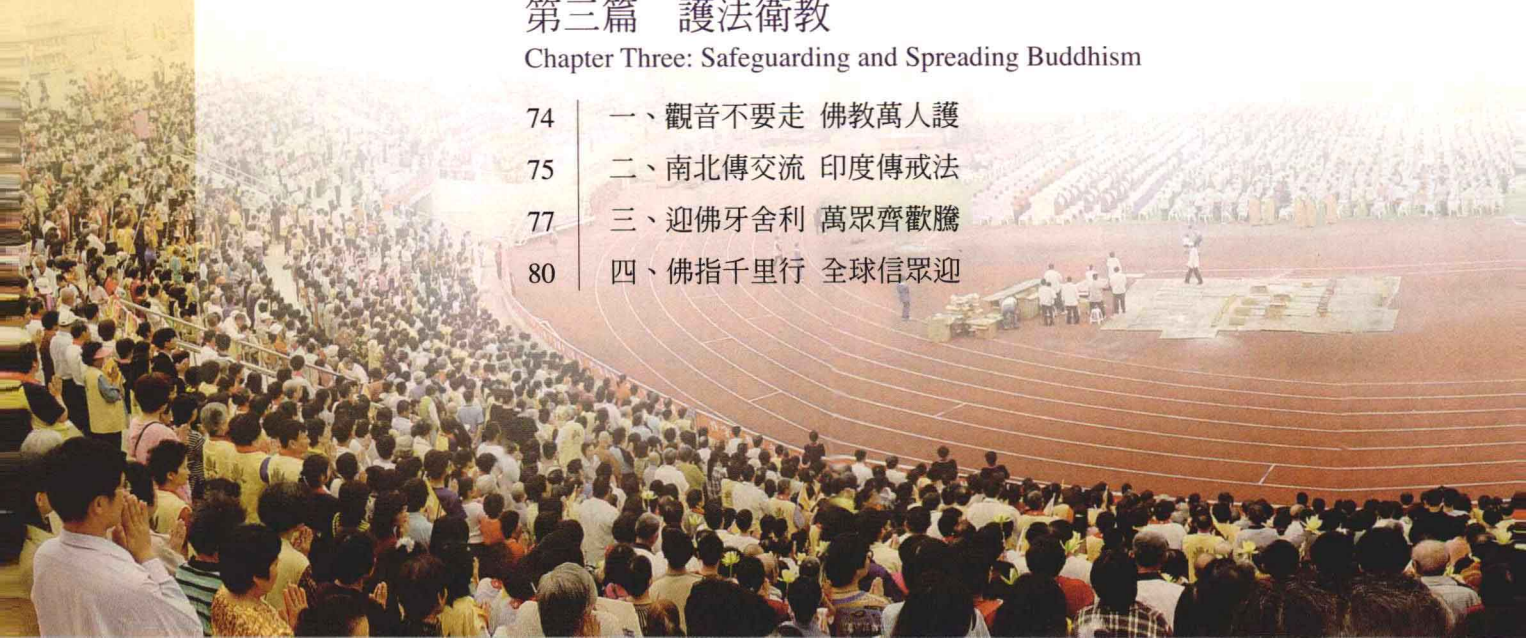 第三篇 護法衛教
Chapter Three: Safeguarding and Spreading Buddhism
74 一、觀音不要走 佛教萬人護
75 二、南北傳交流 印度傳戒法
77 三、迎佛牙舍利 萬眾齊歡騰
80 四、佛指千里行 全球信眾迎